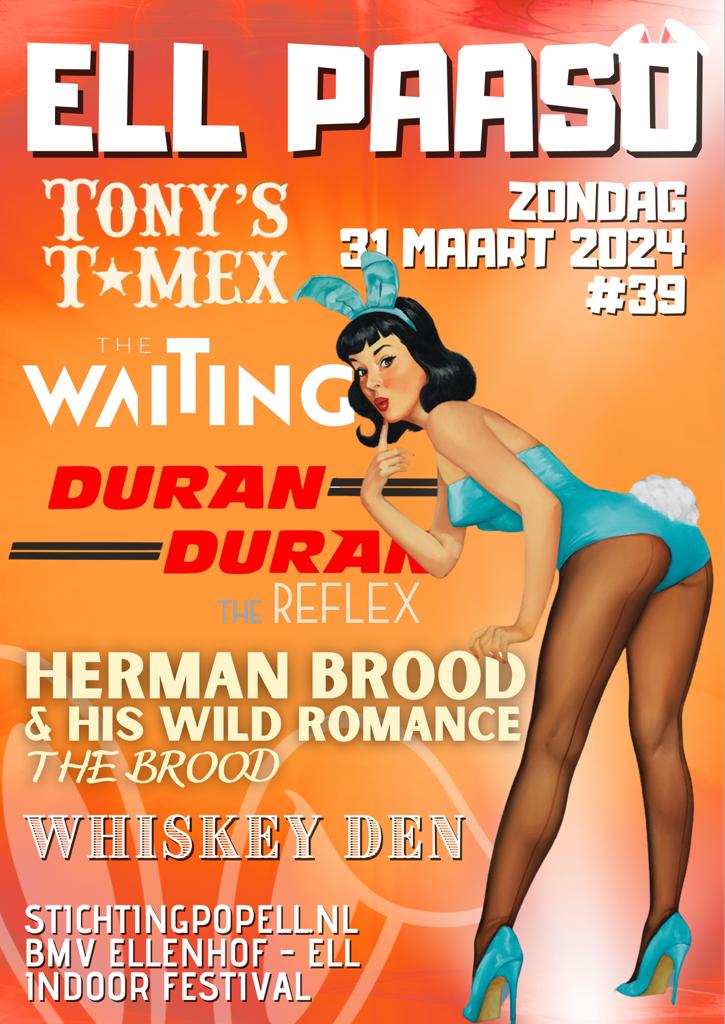 ELL PAASO
TONY'S
T★MEX
ZONDAG
31 MAART 2024
#39
THE
WAITING
DURAN
DURAN
THE REFLEX
HERMAN BROOD
& HIS WILD ROMANCE
THE BROOD
WHISKEY DEN
STICHTINGPOPELL.NL
BMV ELLENHOF - ELL
INDOOR FESTIVAL